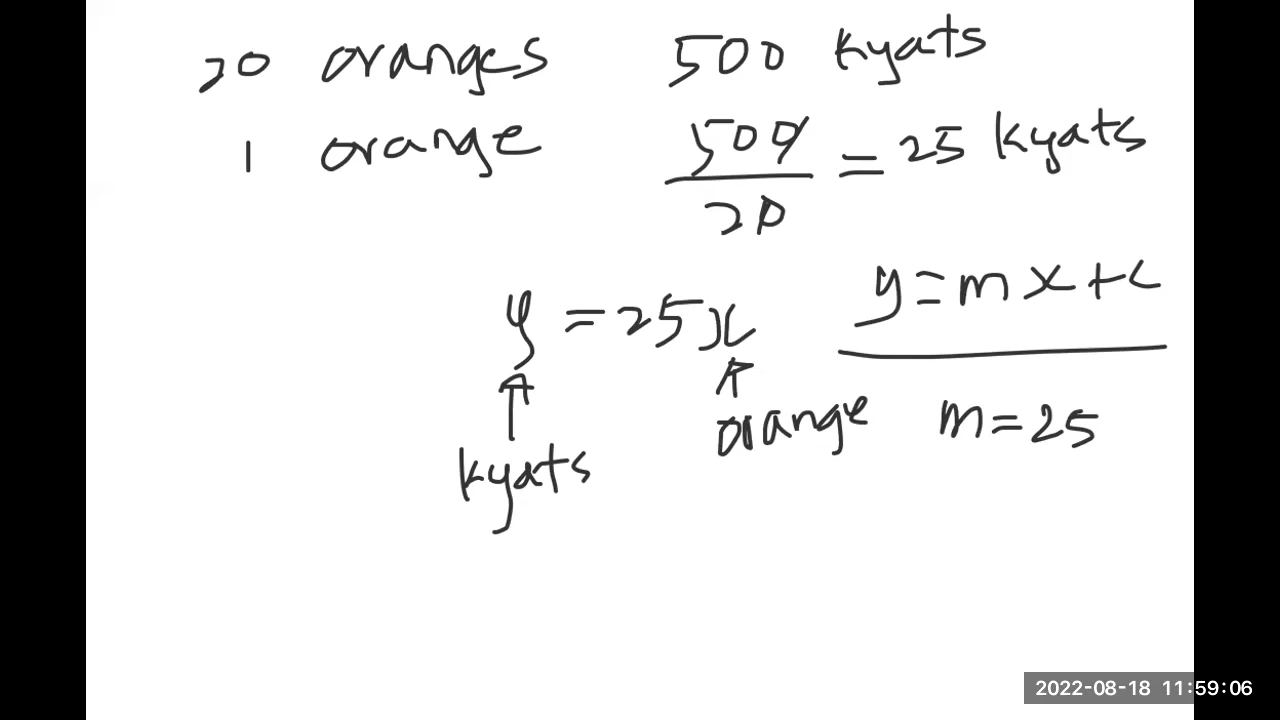 20 oranges 500 kyats
1 orange 500/20 = 25 kyats
y = 25x y = mx + c
kyats orange m = 25
2022-08-18 11:59:06